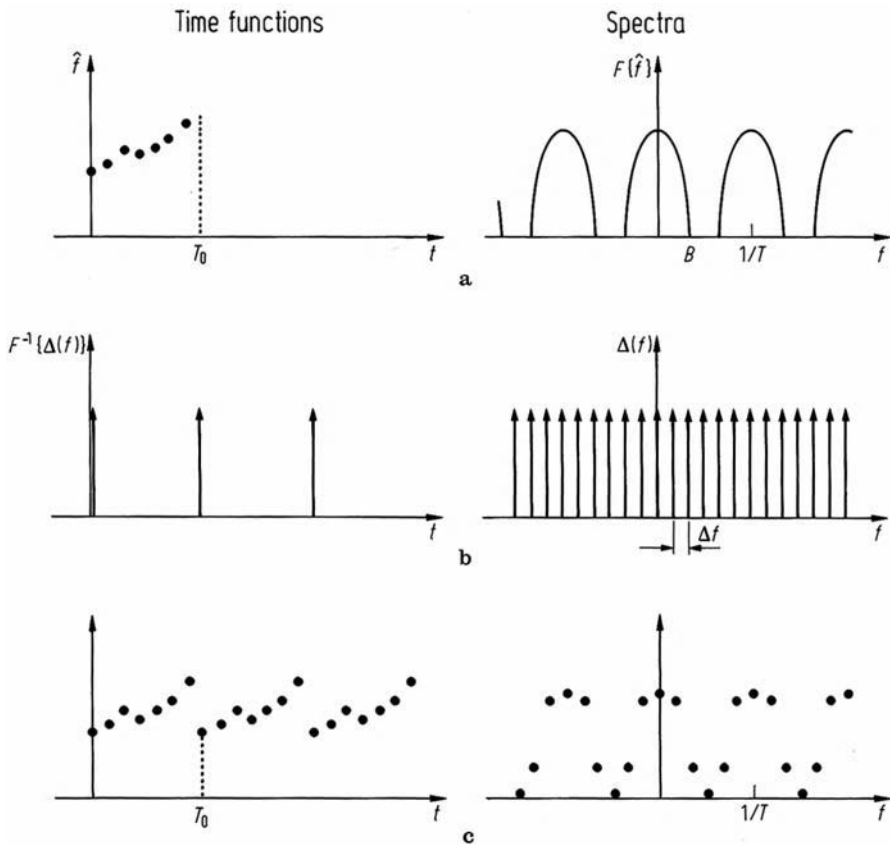 Time functions
Spectra
f̂
F{f̂}
T₀
t
B
1/T
f
a
F⁻¹{Δ(f)}
Δ(f)
t
f
Δf
b
T₀
t
1/T
f
c